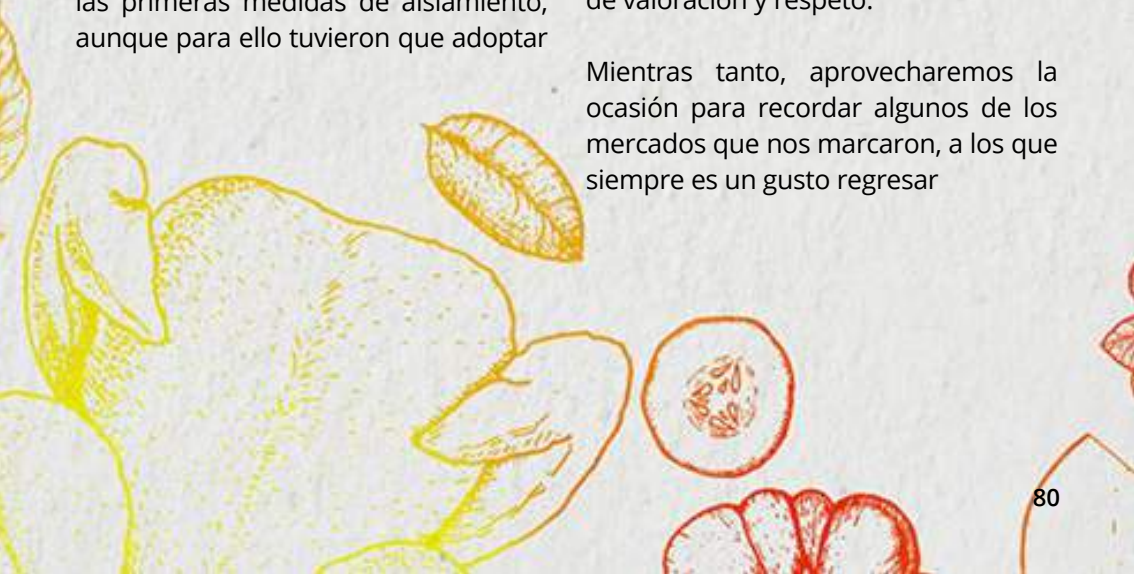 las primeras medidas de aislamiento,
aunque para ello tuvieron que adoptar
de valoración y respeto.
Mientras tanto, aprovecharemos la
ocasión para recordar algunos de los
mercados que nos marcaron, a los que
siempre es un gusto regresar
80